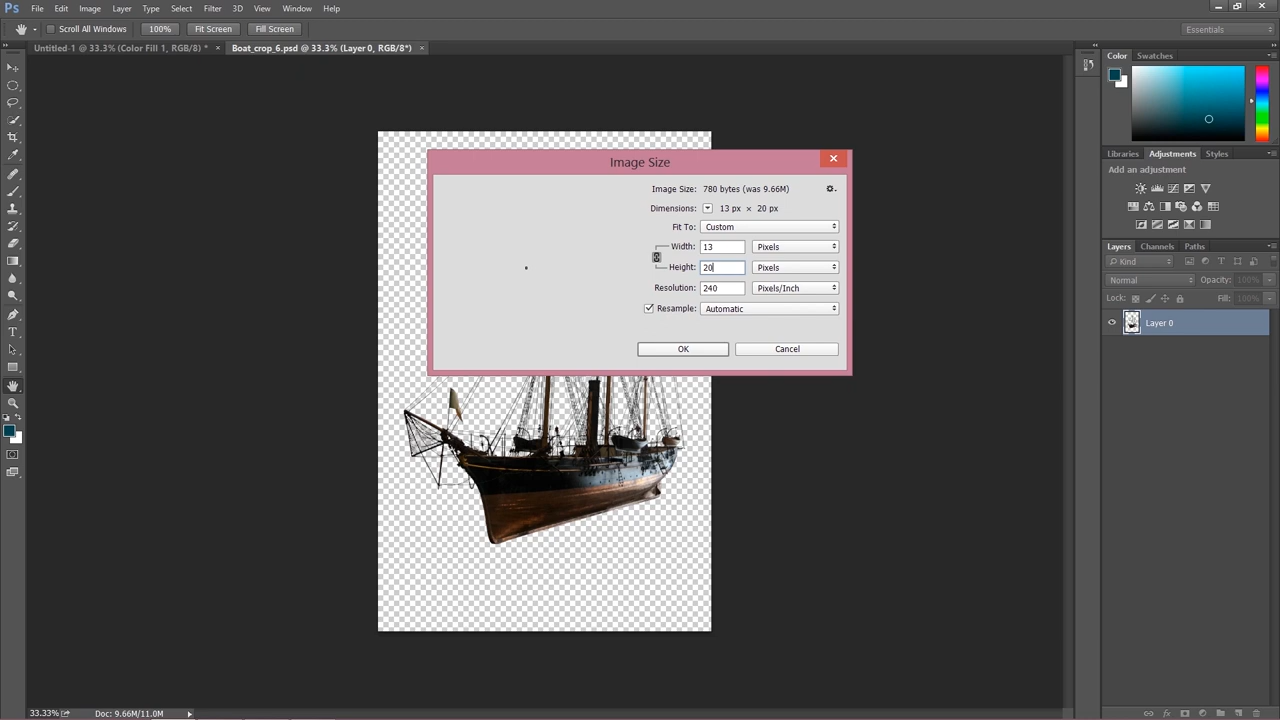 Ps File Edit Image Layer Type Select Filter 3D View Window Help
Scroll All Windows 100% Fit Screen Fill Screen Essentials
Untitled-1 @ 33.3% (Color Fill 1, RGB/8) * × Boat_crop_6.psd @ 33.3% (Layer 0, RGB/8*) ×
Color Swatches
Libraries Adjustments Styles
Add an adjustment
Layers Channels Paths
Kind
Normal Opacity: 100%
Lock: Fill: 100%
Layer 0
Image Size
Image Size: 780 bytes (was 9.66M)
Dimensions: 13 px × 20 px
Fit To: Custom
Width: 13 Pixels
Height: 20 Pixels
Resolution: 240 Pixels/Inch
Resample: Automatic
OK Cancel
33.33% Doc: 9.66M/11.0M